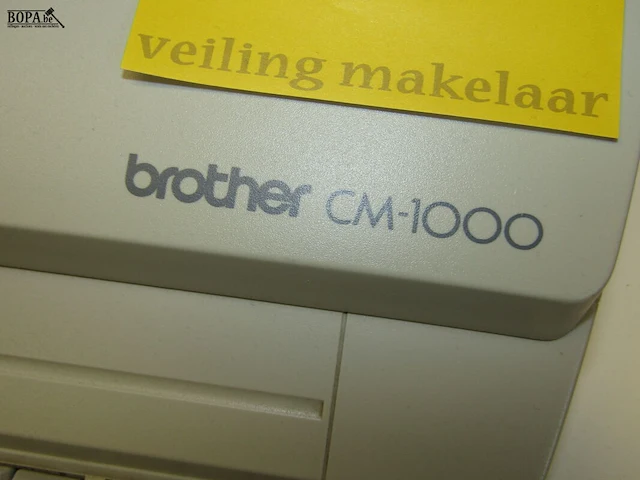 BOPA.be
veiling makelaar
brother CM-1000